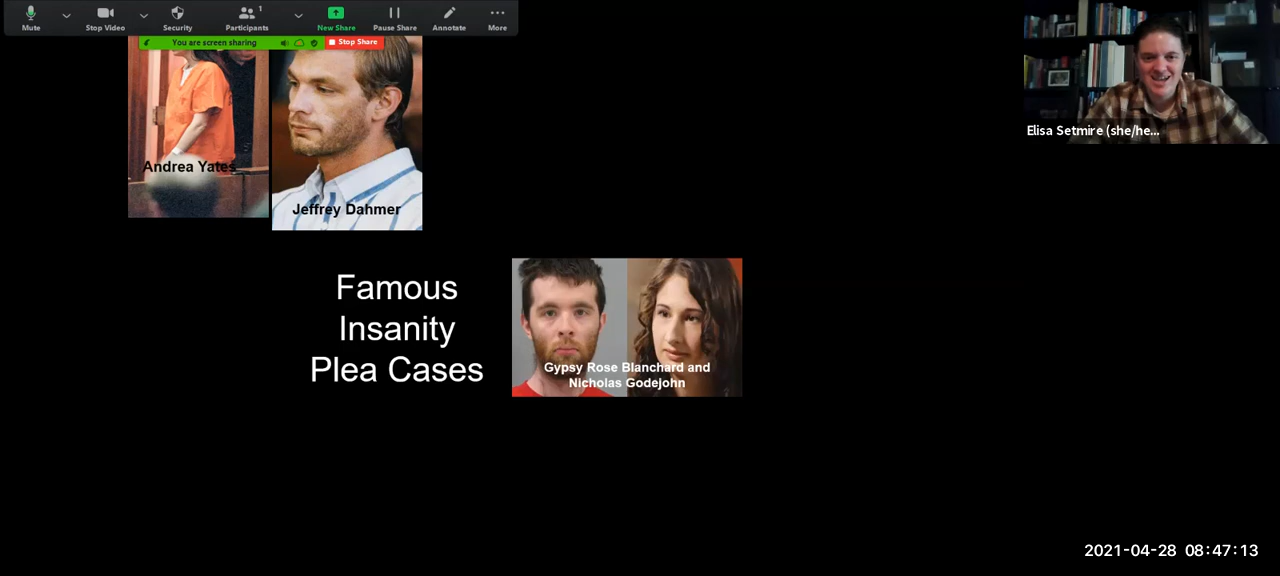 1
Mute
Stop Video
Security
Participants
New Share
Pause Share
Annotate
More
You are screen sharing
Stop Share
Elisa Setmire (she/he...
Andrea Yates
Jeffrey Dahmer
Famous
Insanity
Plea Cases
Gypsy Rose Blanchard and
Nicholas Godejohn
2021-04-28 08:47:13